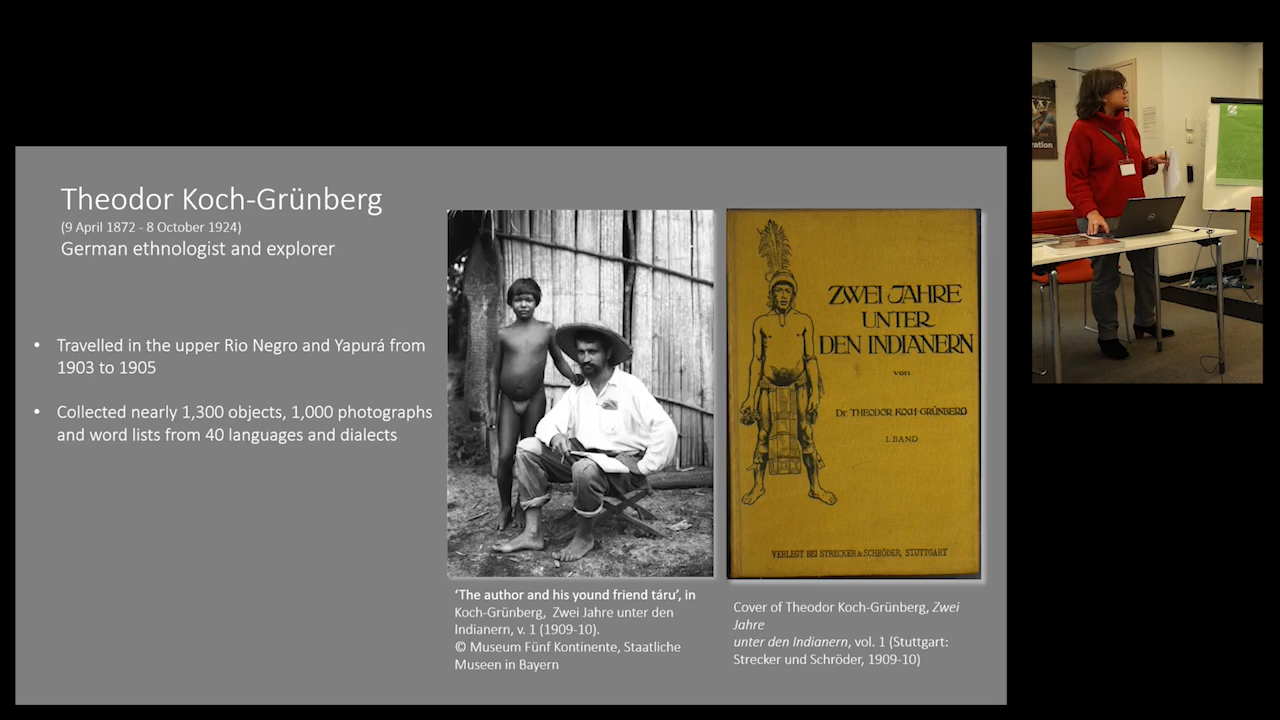 Theodor Koch-Grünberg
(9 April 1872 - 8 October 1924)
German ethnologist and explorer
• Travelled in the upper Rio Negro and Yapurá from
1903 to 1905
• Collected nearly 1,300 objects, 1,000 photographs
and word lists from 40 languages and dialects
‘The author and his yound friend táru’, in
Koch-Grünberg, Zwei Jahre unter den
Indianern, v. 1 (1909-10).
© Museum Fünf Kontinente, Staatliche
Museen in Bayern
ZWEI JAHRE
UNTER
DEN INDIANERN
von
Dr. THEODOR KOCH-GRÜNBERG
I. BAND
VERLEGT BEI STRECKER & SCHRÖDER, STUTTGART
Cover of Theodor Koch-Grünberg, Zwei
Jahre
unter den Indianern, vol. 1 (Stuttgart:
Strecker und Schröder, 1909-10)